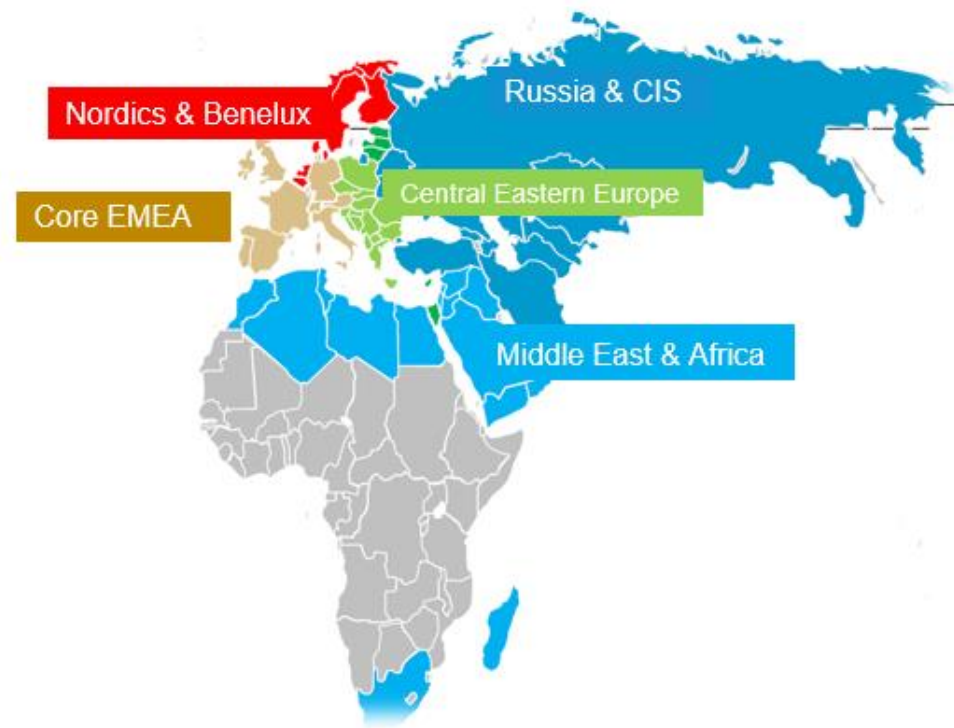 Russia & CIS
Nordics & Benelux
Central Eastern Europe
Core EMEA
Middle East & Africa